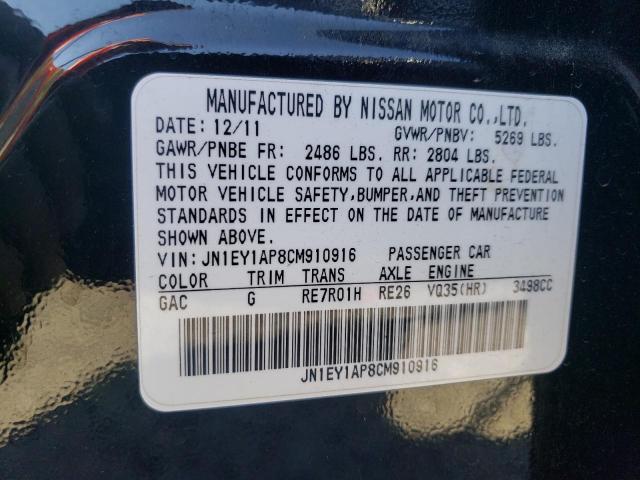 MANUFACTURED BY NISSAN MOTOR CO.,LTD.
DATE: 12/11 GVWR/PNBV: 5269 LBS.
GAWR/PNBE FR: 2486 LBS. RR: 2804 LBS.
THIS VEHICLE CONFORMS TO ALL APPLICABLE FEDERAL
MOTOR VEHICLE SAFETY,BUMPER,AND THEFT PREVENTION
STANDARDS IN EFFECT ON THE DATE OF MANUFACTURE
SHOWN ABOVE.
VIN: JN1EY1AP8CM910916 PASSENGER CAR
COLOR TRIM TRANS AXLE ENGINE
GAC G RE7R01H RE26 VQ35(HR) 3498CC
JN1EY1AP8CM910916